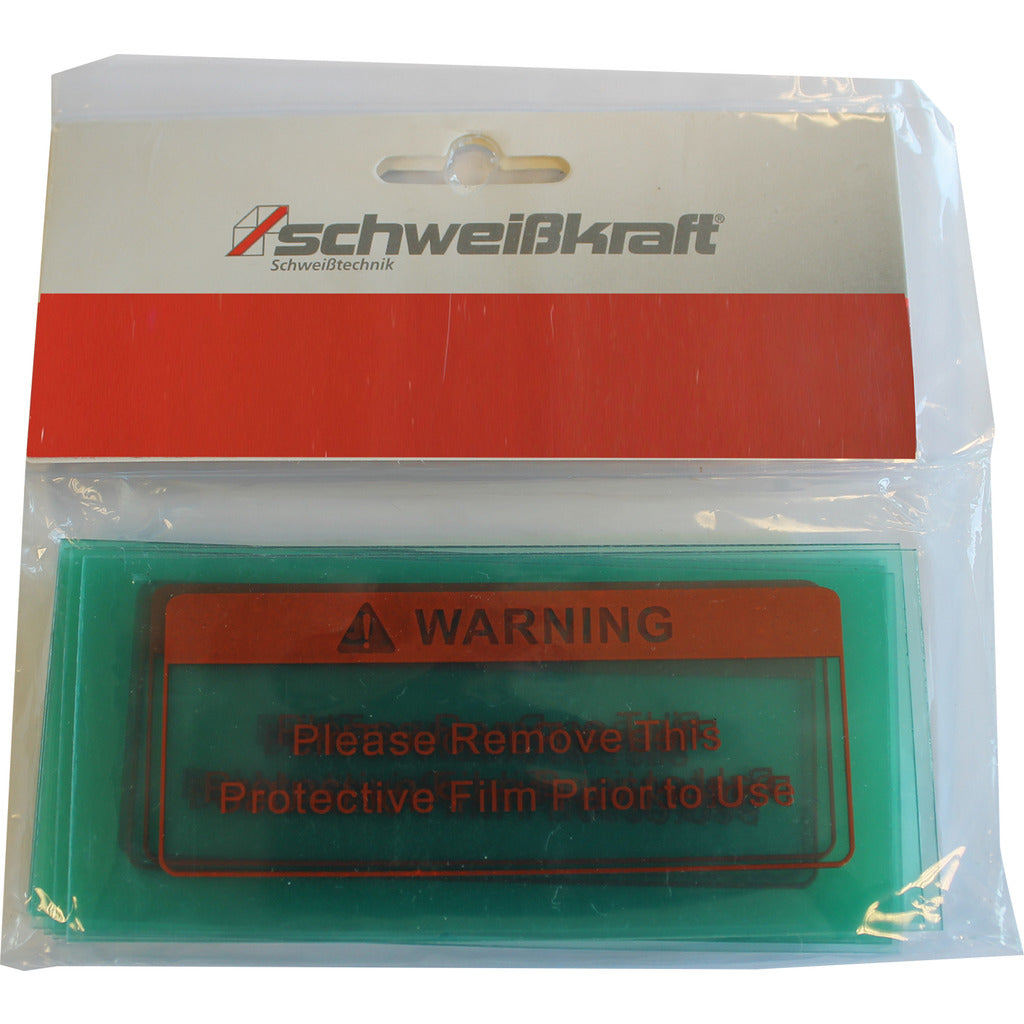 schweißkraft®
Schweißtechnik
WARNING
Please Remove This
Protective Film Prior to Use